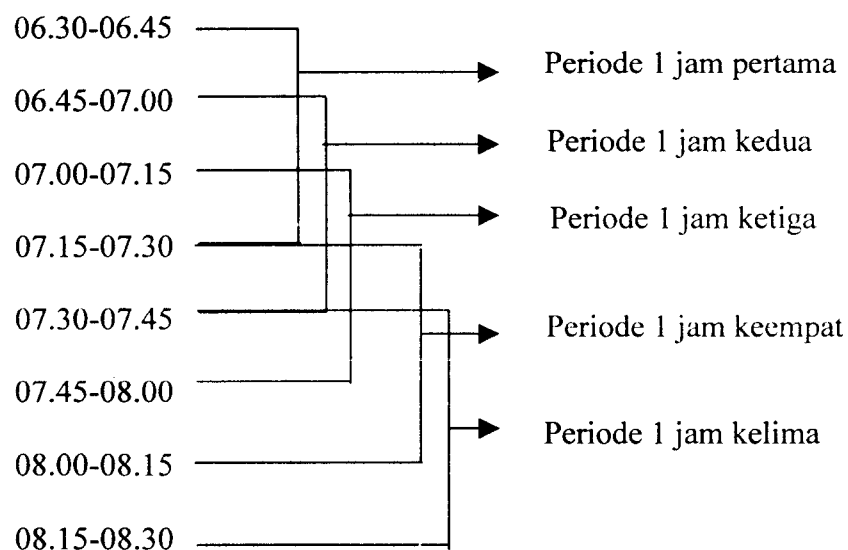 06.30-06.45
06.45-07.00
07.00-07.15
07.15-07.30
07.30-07.45
07.45-08.00
08.00-08.15
08.15-08.30
Periode 1 jam pertama
Periode 1 jam kedua
Periode 1 jam ketiga
Periode 1 jam keempat
Periode 1 jam kelima